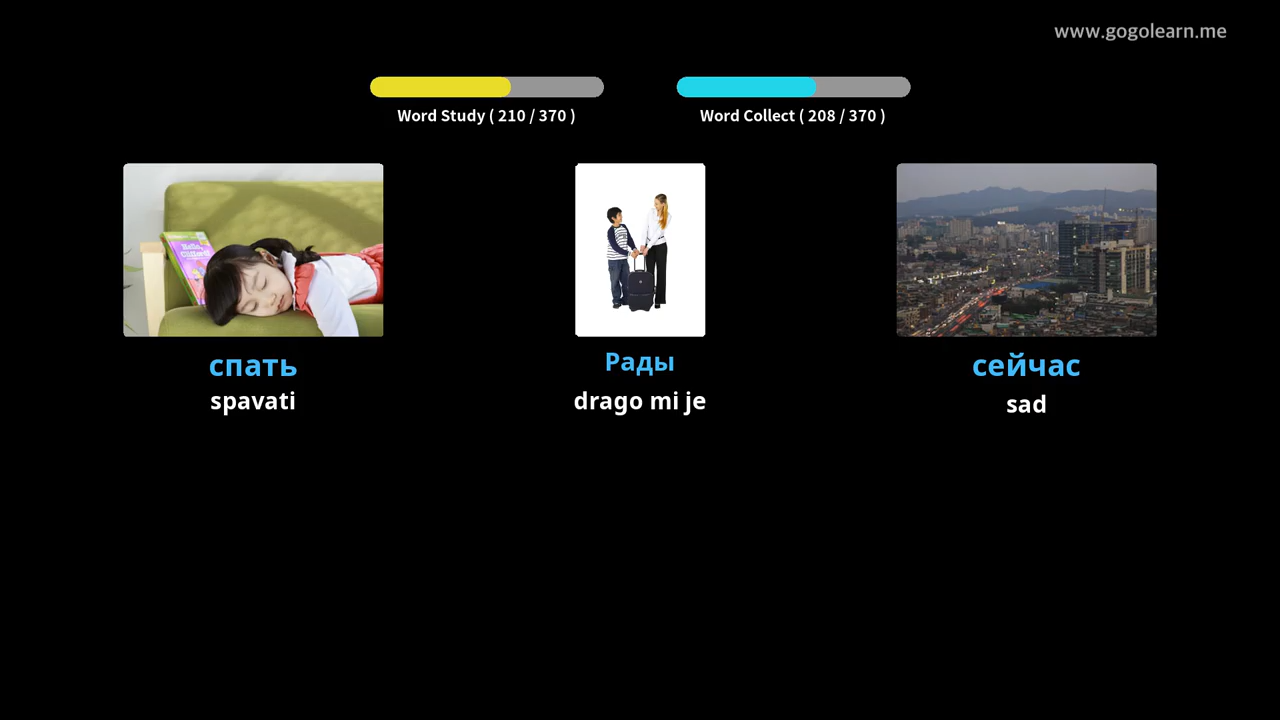 www.gogolearn.me
Word Study ( 210 / 370 )
Word Collect ( 208 / 370 )
Hello,
спать
Рады
сейчас
spavati
drago mi je
sad